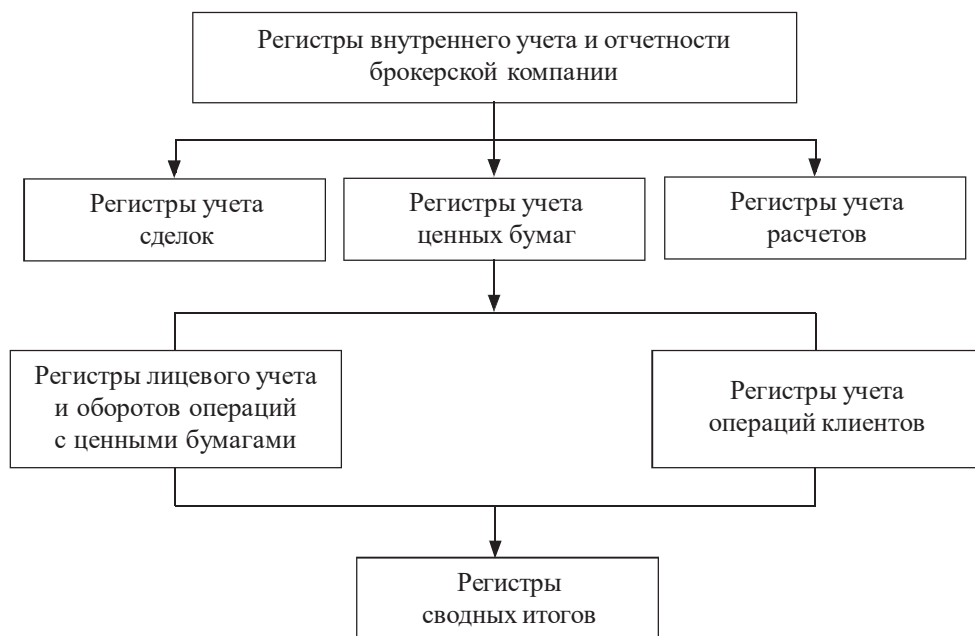 Регистры внутреннего учета и отчетности
брокерской компании
Регистры учета
сделок
Регистры учета
ценных бумаг
Регистры учета
расчетов
Регистры лицевого учета
и оборотов операций
с ценными бумагами
Регистры учета
операций клиентов
Регистры
сводных итогов